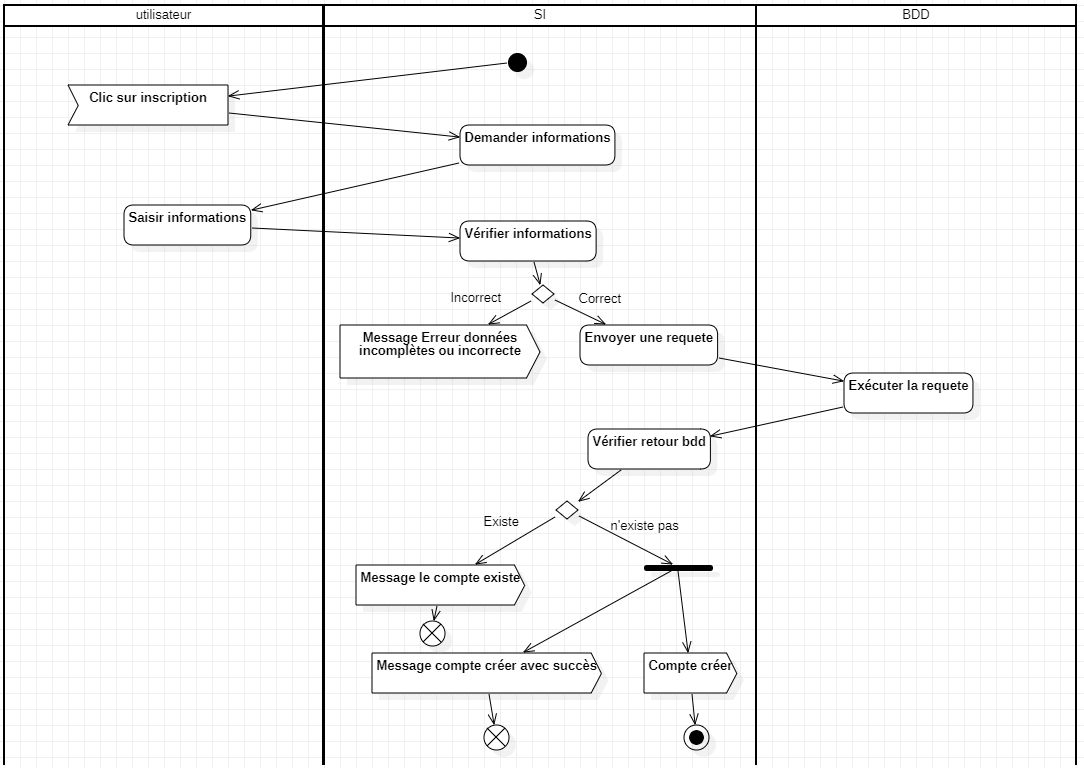 utilisateur
SI
BDD
Clic sur inscription
Demander informations
Saisir informations
Vérifier informations
Incorrect
Correct
Message Erreur données
incomplètes ou incorrecte
Envoyer une requete
Exécuter la requete
Vérifier retour bdd
Existe
n'existe pas
Message le compte existe
Message compte créer avec succès
Compte créer